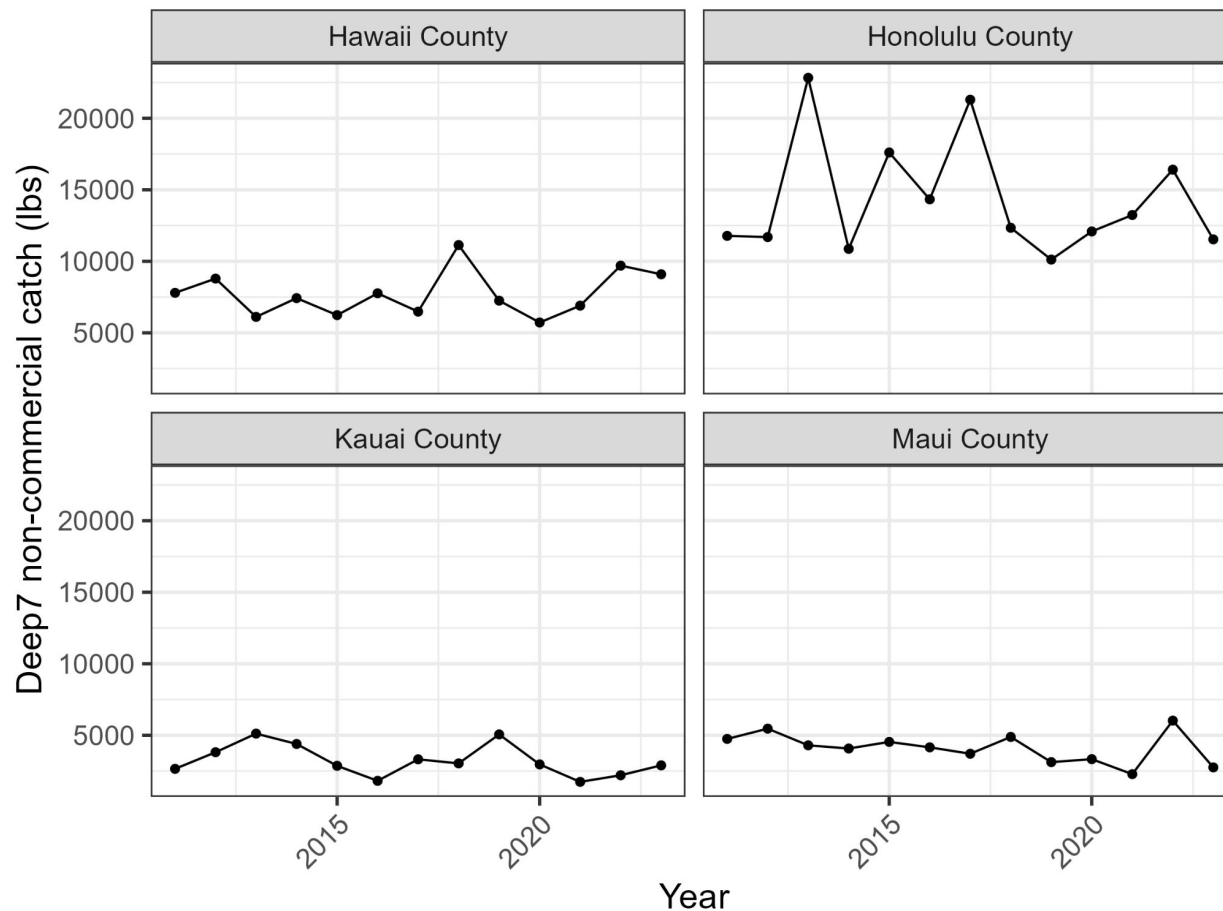 Hawaii County
Honolulu County
20000
15000
10000
5000
Kauai County
Maui County
20000
15000
10000
5000
2015
2020
2015
2020
Year
Deep7 non-commercial catch (lbs)